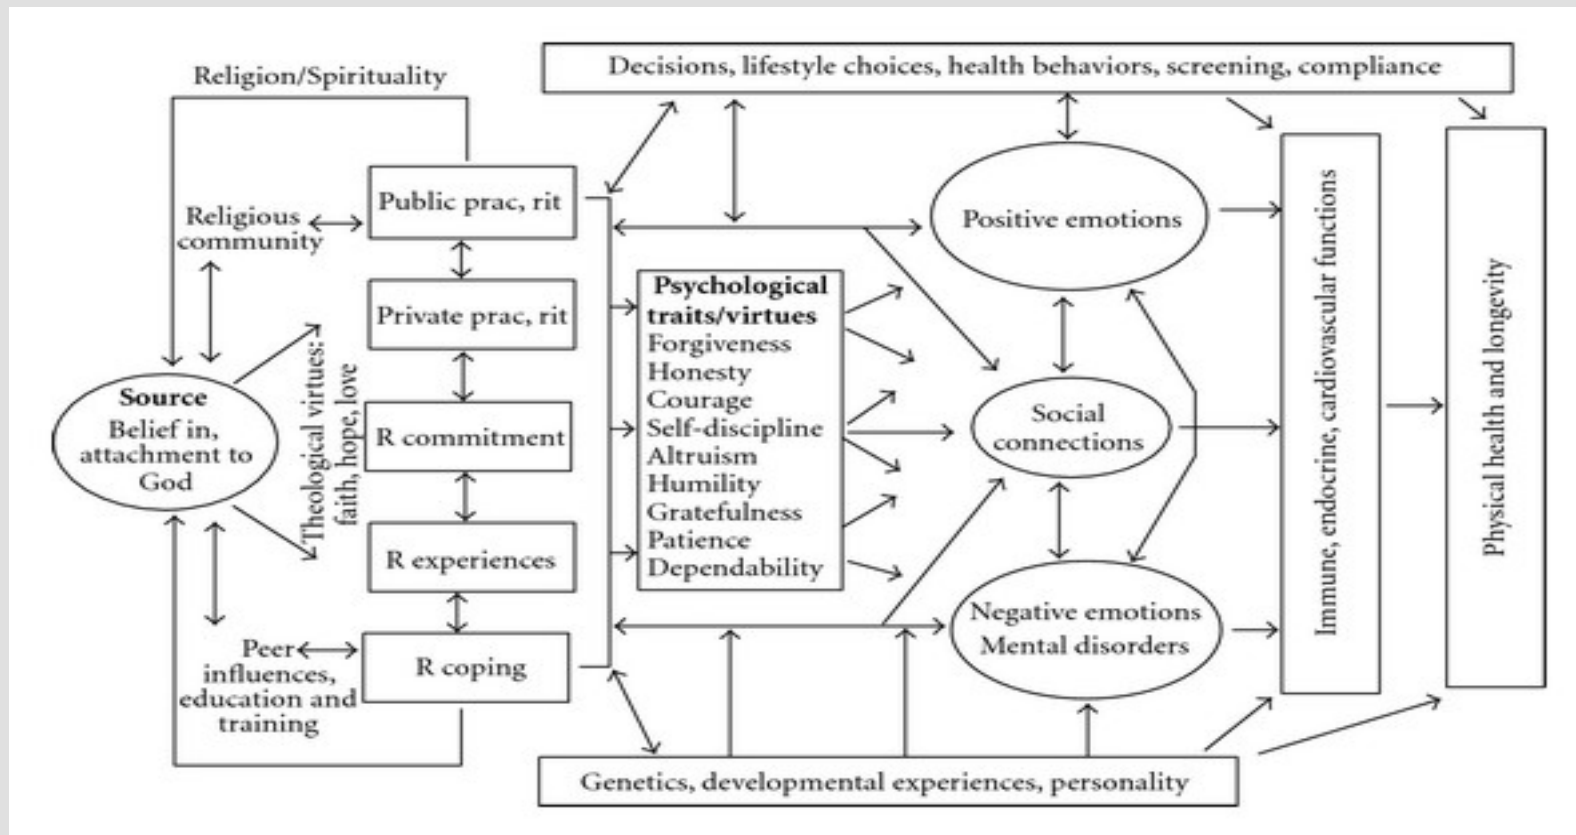 Religion/Spirituality
Decisions, lifestyle choices, health behaviors, screening, compliance
Public prac, rit
Religious
community
Private prac, rit
Theological virtues:
faith, hope, love
Source
Belief in,
attachment to
God
R commitment
R experiences
Peer
influences,
education and
training
R coping
Psychological
traits/virtues
Forgiveness
Honesty
Courage
Self-discipline
Altruism
Humility
Gratefulness
Patience
Dependability
Positive emotions
Social
connections
Negative emotions
Mental disorders
Immune, endocrine, cardiovascular functions
Physical health and longevity
Genetics, developmental experiences, personality